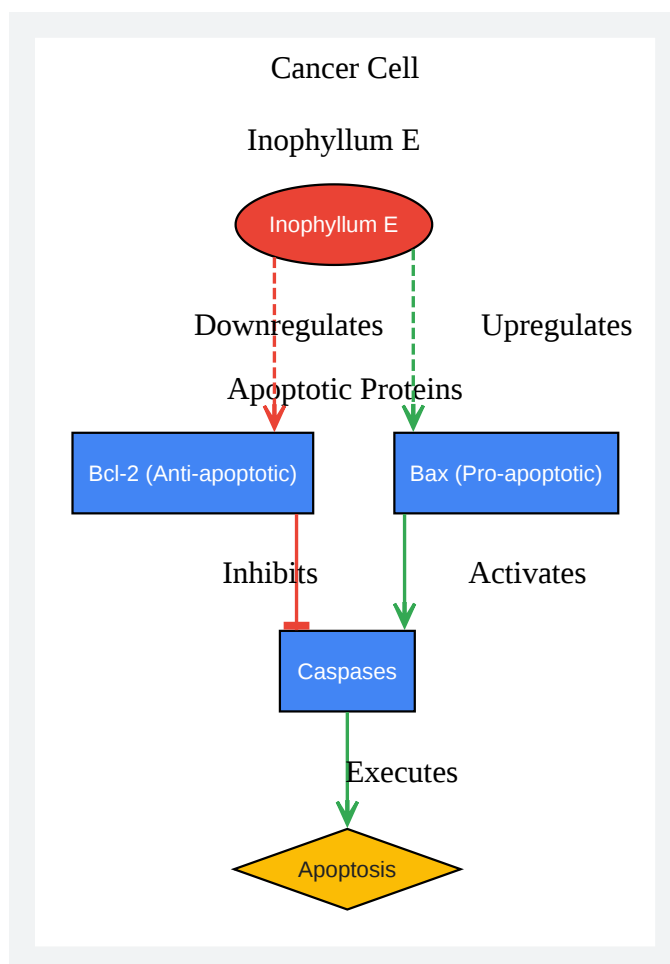 Cancer Cell
Inophyllum E
Inophyllum E
Downregulates
Upregulates
Apoptotic Proteins
Bcl-2 (Anti-apoptotic)
Bax (Pro-apoptotic)
Inhibits
Activates
Caspases
Executes
Apoptosis